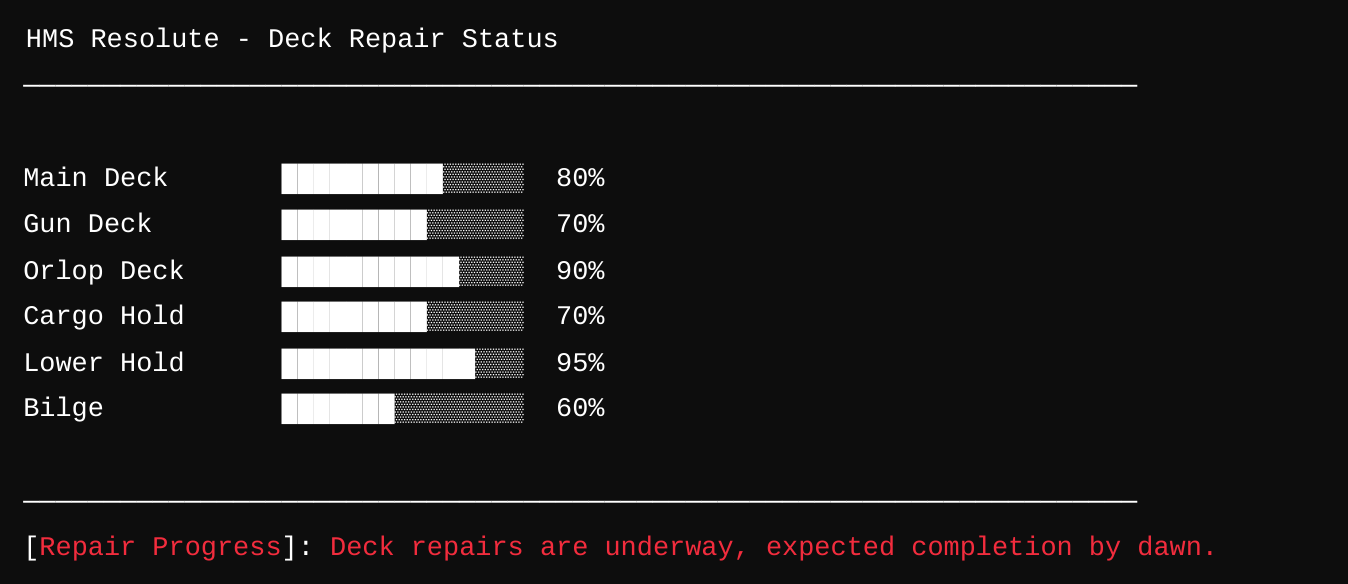 HMS Resolute - Deck Repair Status
Main Deck 80%
Gun Deck 70%
Orlop Deck 90%
Cargo Hold 70%
Lower Hold 95%
Bilge 60%
[Repair Progress]: Deck repairs are underway, expected completion by dawn.